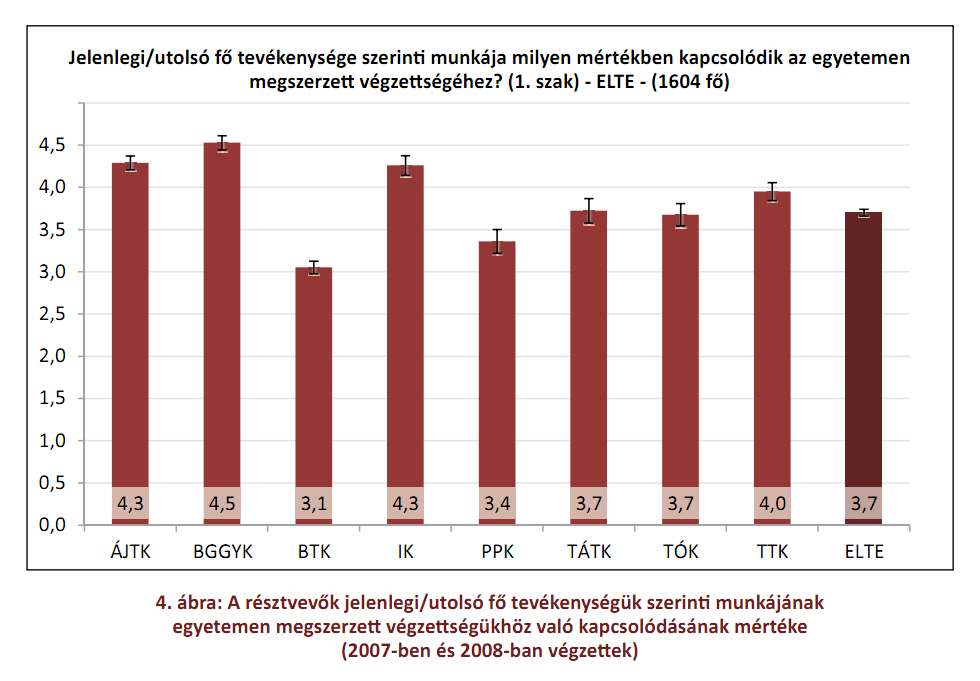 Jelenlegi/utolsó fő tevékenysége szerinti munkája milyen mértékben kapcsolódik az egyetemen
megszerzett végzettségéhez? (1. szak) - ELTE - (1604 fő)
4,5
4,0
3,5
3,0
2,5
2,0
1,5
1,0
0,5
0,0
4,3 4,5 3,1 4,3 3,4 3,7 3,7 4,0 3,7
ÁJTK BGGYK BTK IK PPK TÁTK TÓK TTK ELTE
4. ábra: A résztvevők jelenlegi/utolsó fő tevékenységük szerinti munkájának
egyetemen megszerzett végzettségükhöz való kapcsolódásának mértéke
(2007-ben és 2008-ban végzettek)